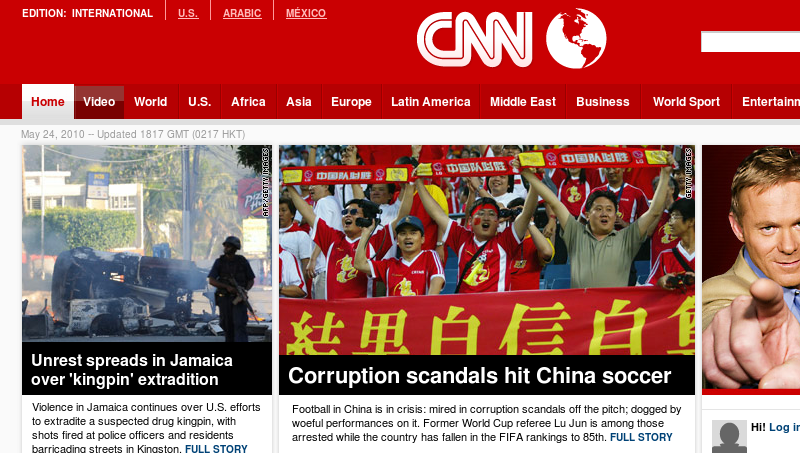 EDITION: INTERNATIONAL U.S. ARABIC MÉXICO
CNN
Home Video World U.S. Africa Asia Europe Latin America Middle East Business World Sport Entertainm
May 24, 2010 -- Updated 1817 GMT (0217 HKT)
AFP/GETTY IMAGES
Unrest spreads in Jamaica
over 'kingpin' extradition
Violence in Jamaica continues over U.S. efforts
to extradite a suspected drug kingpin, with
shots fired at police officers and residents
barricading streets in Kingston. FULL STORY
GETTY IMAGES
中国队必胜 中国队必胜
CHINA
结果自信自
Corruption scandals hit China soccer
Football in China is in crisis: mired in corruption scandals off the pitch; dogged by
woeful performances on it. Former World Cup referee Lu Jun is among those
arrested while the country has fallen in the FIFA rankings to 85th. FULL STORY
Hi! Log in